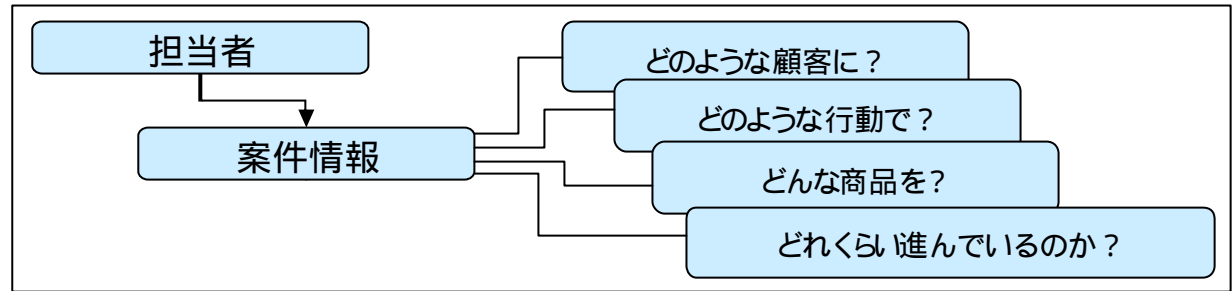 担当者
案件情報
どのような顧客に？
どのような行動で？
どんな商品を？
どれくらい進んでいるのか？